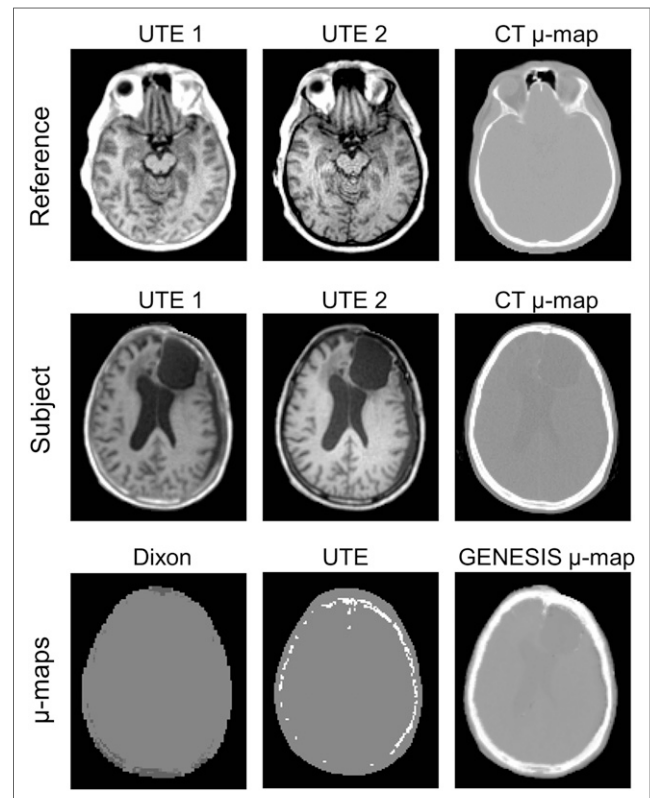 UTE 1 UTE 2 CT μ-map
Reference
UTE 1 UTE 2 CT μ-map
Subject
Dixon UTE GENESIS μ-map
μ-maps